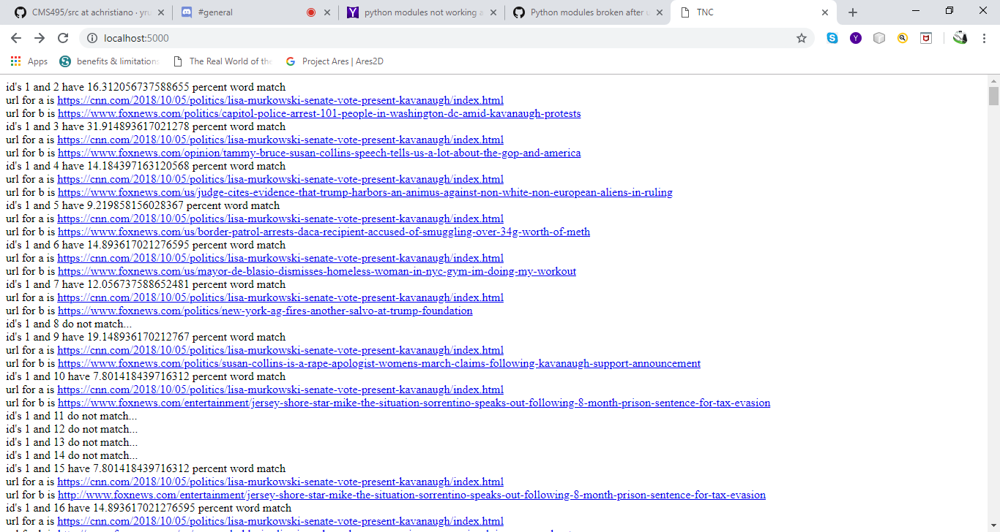 CMS495/src at achristiano · yru
#general
python modules not working a
Python modules broken after u
TNC
localhost:5000
Apps
benefits & limitations
The Real World of the
Project Ares | Ares2D
id's 1 and 2 have 16.312056737588655 percent word match
url for a is https://cnn.com/2018/10/05/politics/lisa-murkowski-senate-vote-present-kavanaugh/index.html
url for b is https://www.foxnews.com/politics/capitol-police-arrest-101-people-in-washington-dc-amid-kavanaugh-protests
id's 1 and 3 have 31.914893617021278 percent word match
url for a is https://cnn.com/2018/10/05/politics/lisa-murkowski-senate-vote-present-kavanaugh/index.html
url for b is https://www.foxnews.com/opinion/tammy-bruce-susan-collins-speech-tells-us-a-lot-about-the-gop-and-america
id's 1 and 4 have 14.184397163120568 percent word match
url for a is https://cnn.com/2018/10/05/politics/lisa-murkowski-senate-vote-present-kavanaugh/index.html
url for b is https://www.foxnews.com/us/judge-cites-evidence-that-trump-harbors-an-animus-against-non-white-non-european-aliens-in-ruling
id's 1 and 5 have 9.219858156028367 percent word match
url for a is https://cnn.com/2018/10/05/politics/lisa-murkowski-senate-vote-present-kavanaugh/index.html
url for b is https://www.foxnews.com/us/border-patrol-arrests-daca-recipient-accused-of-smuggling-over-34g-worth-of-meth
id's 1 and 6 have 14.893617021276595 percent word match
url for a is https://cnn.com/2018/10/05/politics/lisa-murkowski-senate-vote-present-kavanaugh/index.html
url for b is https://www.foxnews.com/us/mayor-de-blasio-dismisses-homeless-woman-in-nyc-gym-im-doing-my-workout
id's 1 and 7 have 12.056737588652481 percent word match
url for a is https://cnn.com/2018/10/05/politics/lisa-murkowski-senate-vote-present-kavanaugh/index.html
url for b is https://www.foxnews.com/politics/new-york-ag-fires-another-salvo-at-trump-foundation
id's 1 and 8 do not match...
id's 1 and 9 have 19.148936170212767 percent word match
url for a is https://cnn.com/2018/10/05/politics/lisa-murkowski-senate-vote-present-kavanaugh/index.html
url for b is https://www.foxnews.com/politics/susan-collins-is-a-rape-apologist-womens-march-claims-following-kavanaugh-support-announcement
id's 1 and 10 have 7.801418439716312 percent word match
url for a is https://cnn.com/2018/10/05/politics/lisa-murkowski-senate-vote-present-kavanaugh/index.html
url for b is https://www.foxnews.com/entertainment/jersey-shore-star-mike-the-situation-sorrentino-speaks-out-following-8-month-prison-sentence-for-tax-evasion
id's 1 and 11 do not match...
id's 1 and 12 do not match...
id's 1 and 13 do not match...
id's 1 and 14 do not match...
id's 1 and 15 have 7.801418439716312 percent word match
url for a is https://cnn.com/2018/10/05/politics/lisa-murkowski-senate-vote-present-kavanaugh/index.html
url for b is http://www.foxnews.com/entertainment/jersey-shore-star-mike-the-situation-sorrentino-speaks-out-following-8-month-prison-sentence-for-tax-evasion
id's 1 and 16 have 14.893617021276595 percent word match
url for a is https://cnn.com/2018/10/05/politics/lisa-murkowski-senate-vote-present-kavanaugh/index.html